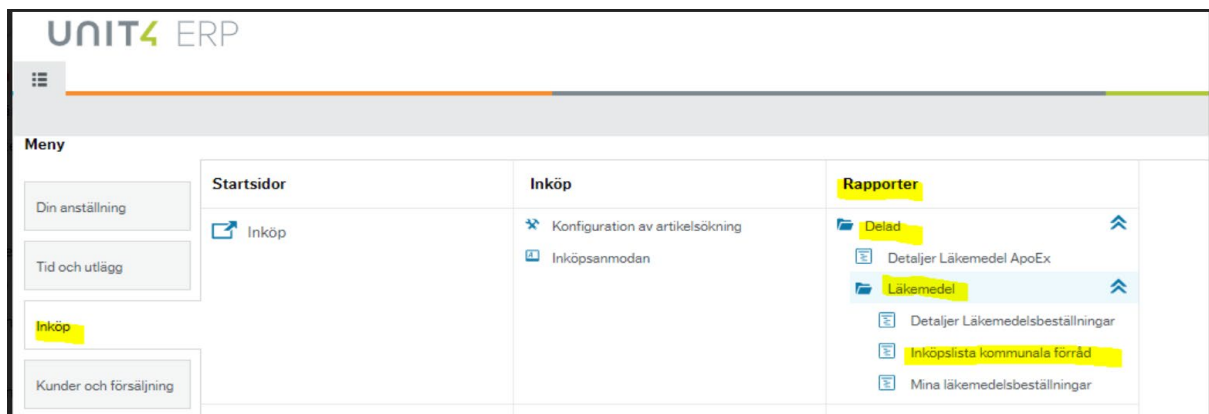 UNIT4 ERP
Meny
Din anställning
Tid och utlägg
Inköp
Kunder och försäljning
Startsidor
Inköp
Inköp
Konfiguration av artikelsökning
Inköpsanmodan
Rapporter
Delad
Detaljer Läkemedel ApoEx
Läkemedel
Detaljer Läkemedelsbeställningar
Inköpslista kommunala förråd
Mina läkemedelsbeställningar